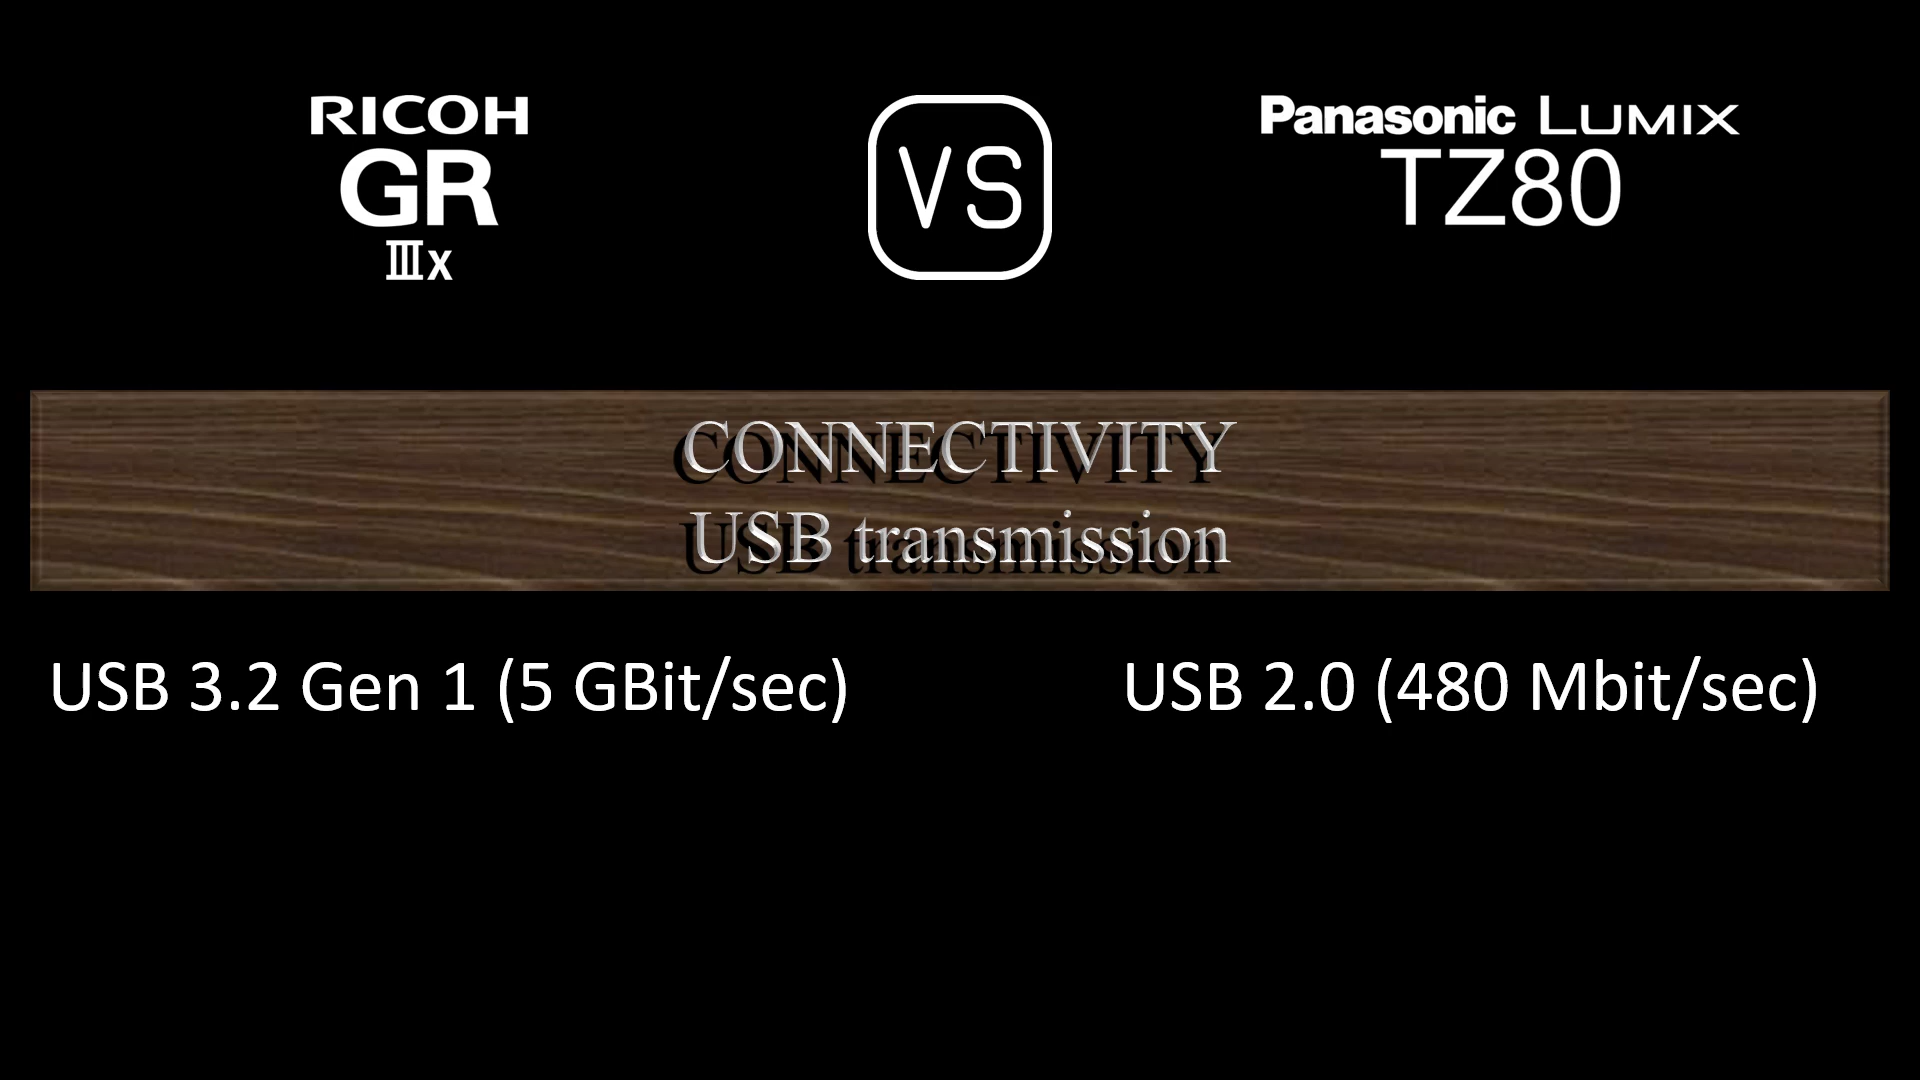 RICOH
GR
IIIx
VS
Panasonic LUMIX
TZ80
CONNECTIVITY
USB transmission
USB 3.2 Gen 1 (5 GBit/sec)
USB 2.0 (480 Mbit/sec)